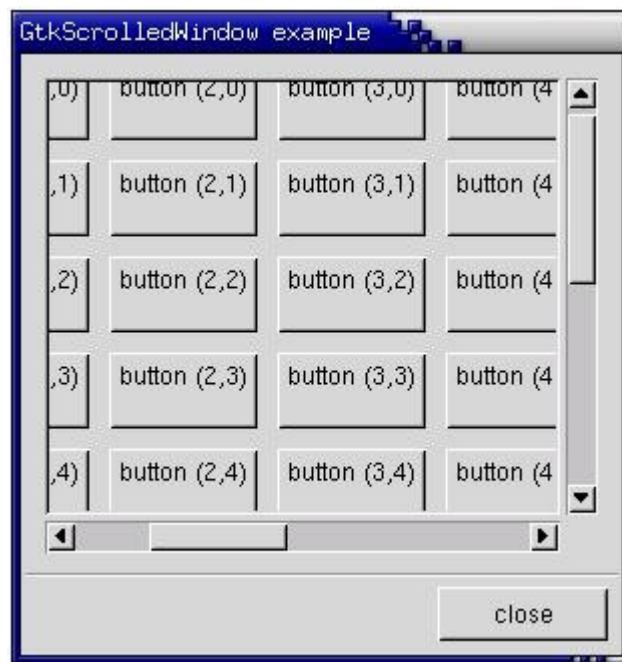 GtkScrolledWindow example
,0) button (2,0) button (3,0) button (4
,1) button (2,1) button (3,1) button (4
,2) button (2,2) button (3,2) button (4
,3) button (2,3) button (3,3) button (4
,4) button (2,4) button (3,4) button (4
close